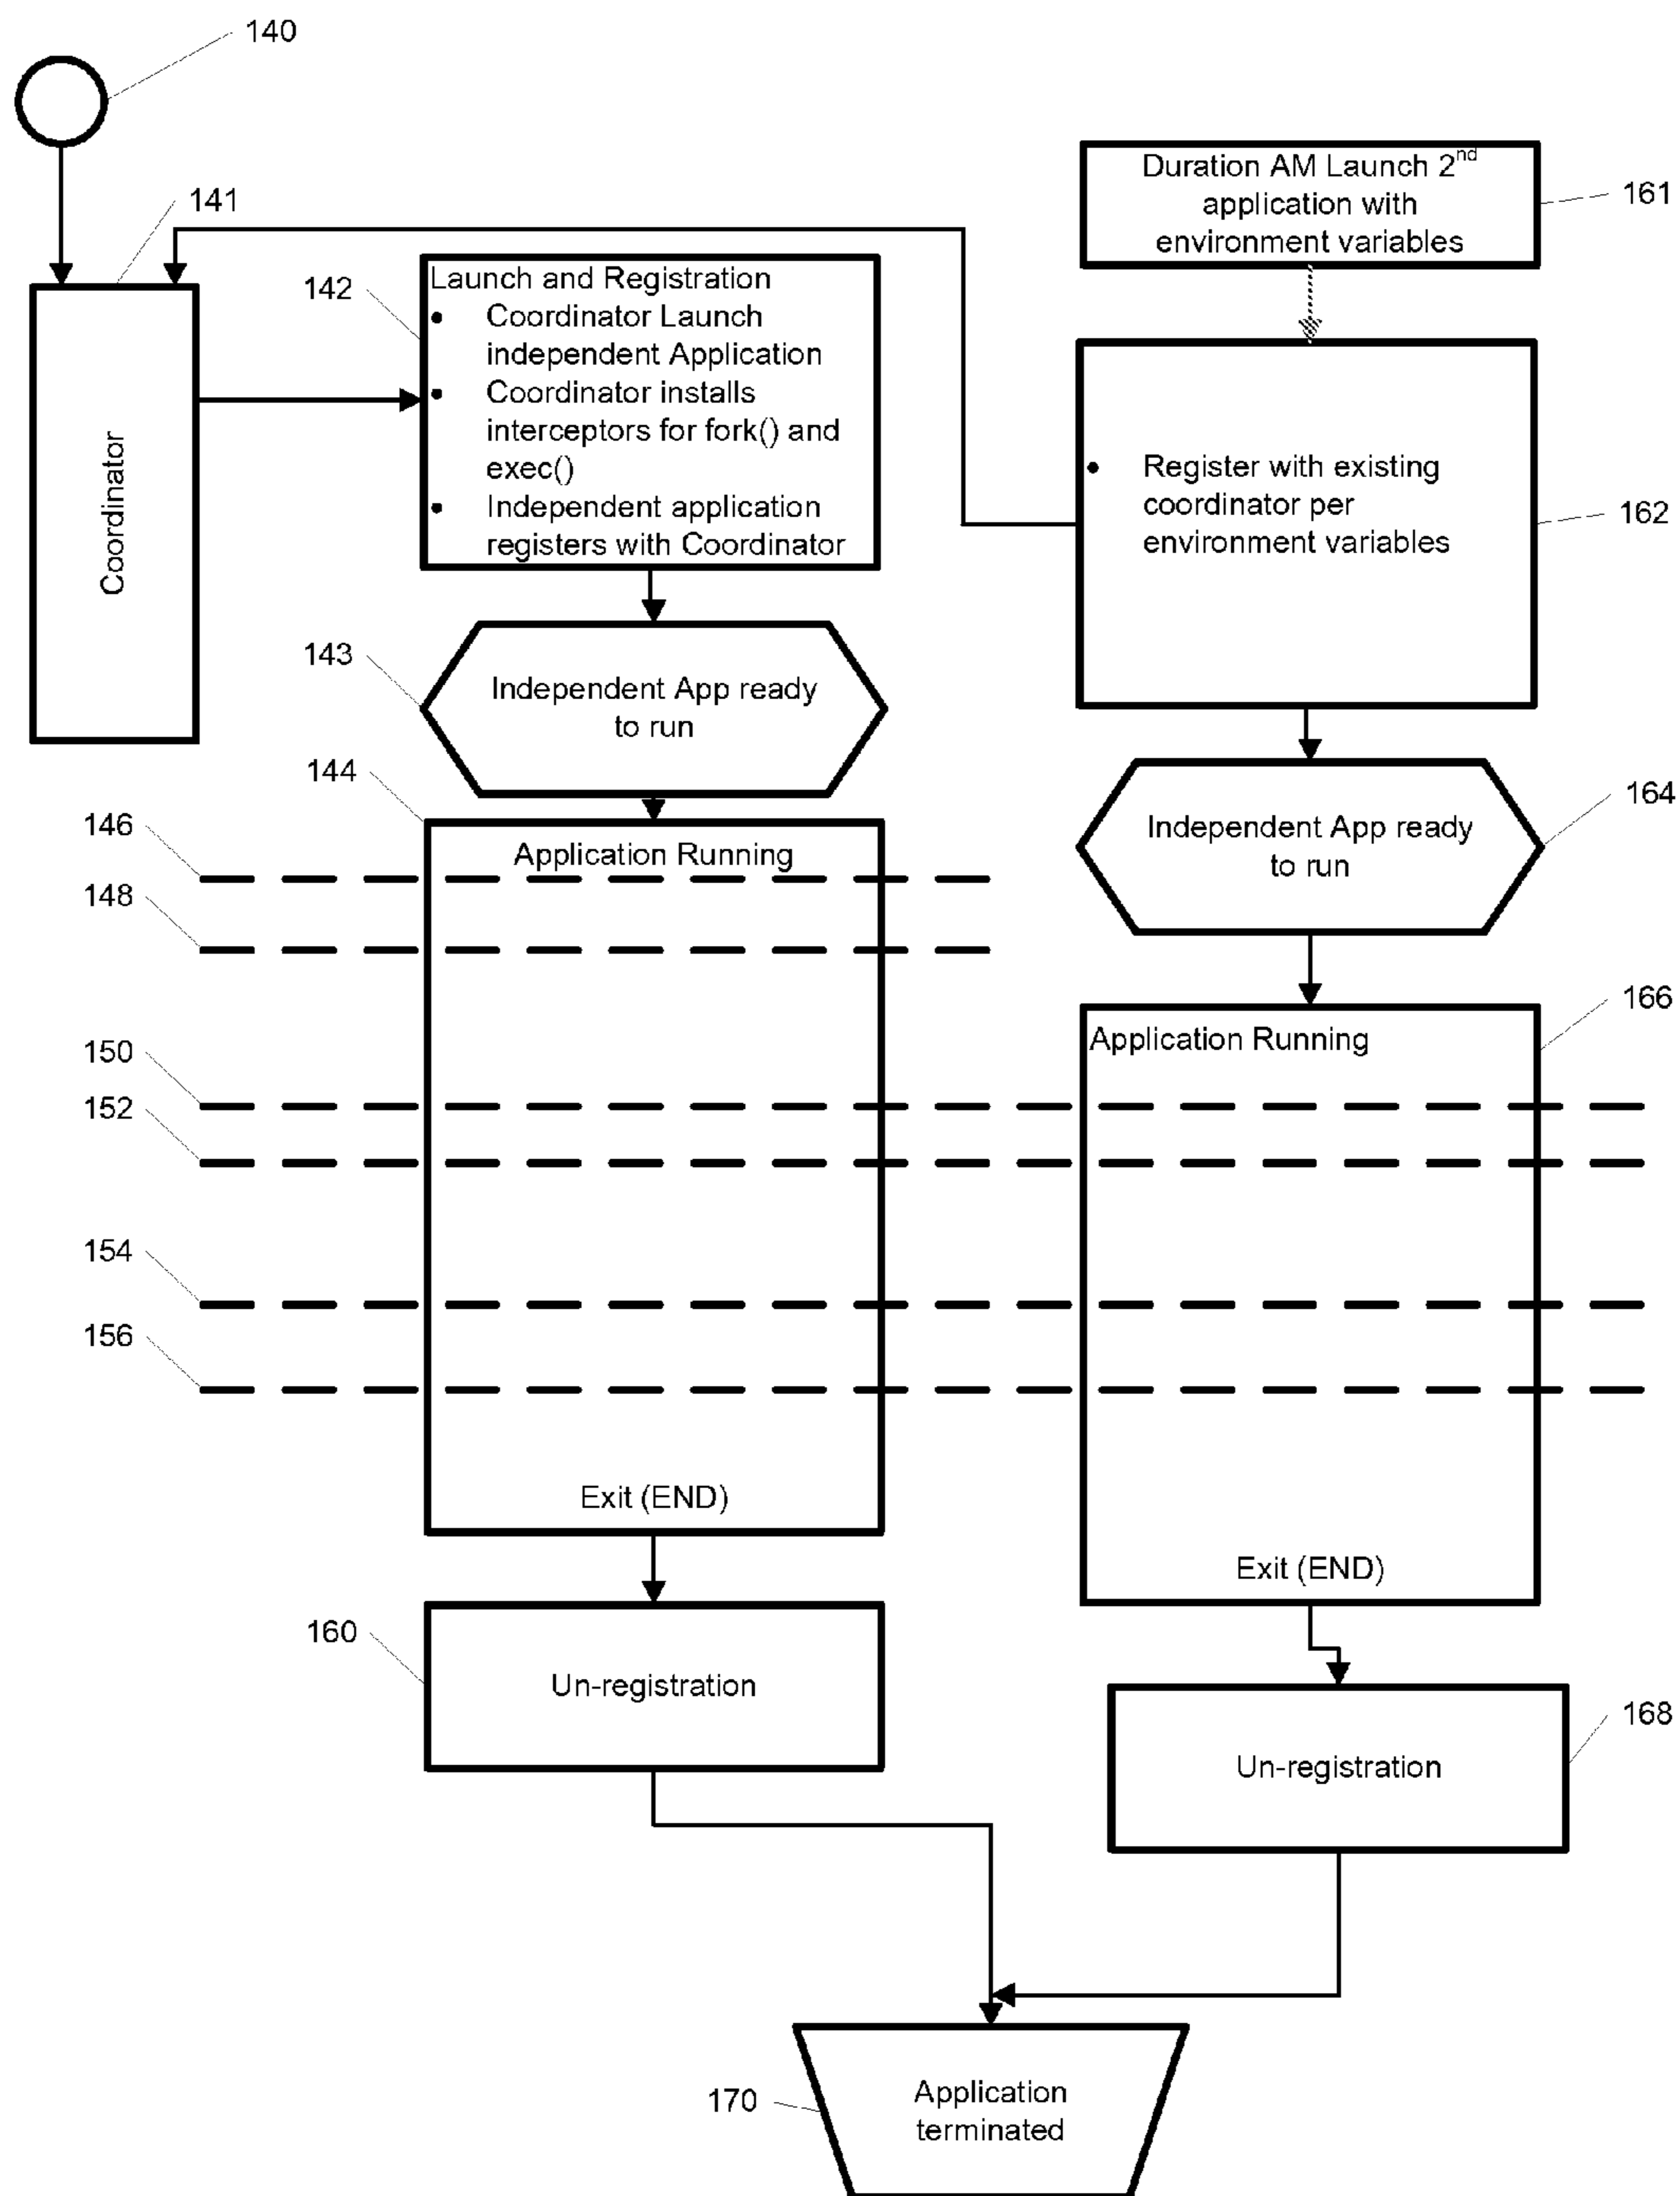 140
141
Duration AM Launch 2nd
application with
environment variables
161
142
Launch and Registration
• Coordinator Launch
independent Application
• Coordinator installs
interceptors for fork() and
exec()
• Independent application
registers with Coordinator
Coordinator
• Register with existing
coordinator per
environment variables
162
143
Independent App ready
to run
144
164
Independent App ready
to run
146
Application Running
148
166
Application Running
150
152
154
156
Exit (END)
Exit (END)
160
Un-registration
168
Un-registration
170
Application
terminated